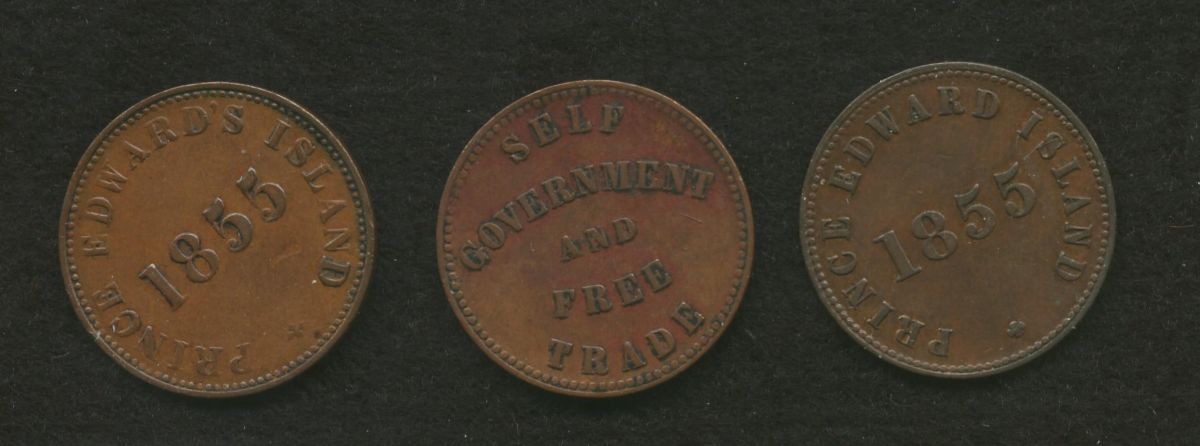 PRINCE EDWARD'S ISLAND
1855
SELF
GOVERNMENT
AND
FREE
TRADE
PRINCE EDWARD ISLAND
1855